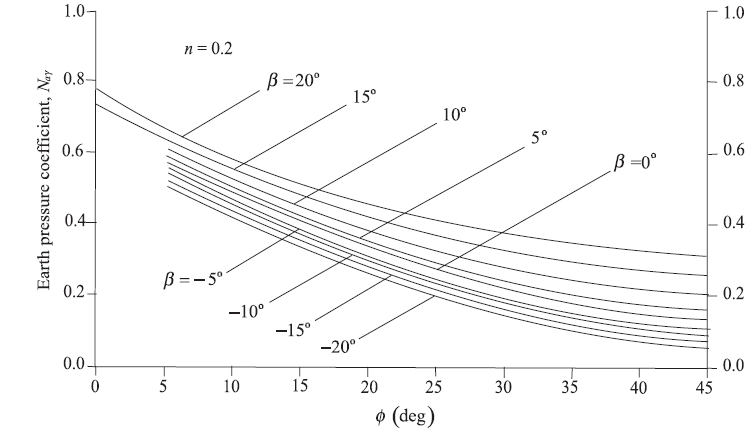 1.0
1.0
n = 0.2
β = 20°
0.8
0.8
15°
10°
5°
0.6
0.6
β = 0°
Earth pressure coefficient, Naγ
0.4
0.4
β = −5°
0.2
0.2
−10°
−15°
−20°
0.0
0.0
0 5 10 15 20 25 30 35 40 45
ϕ (deg)